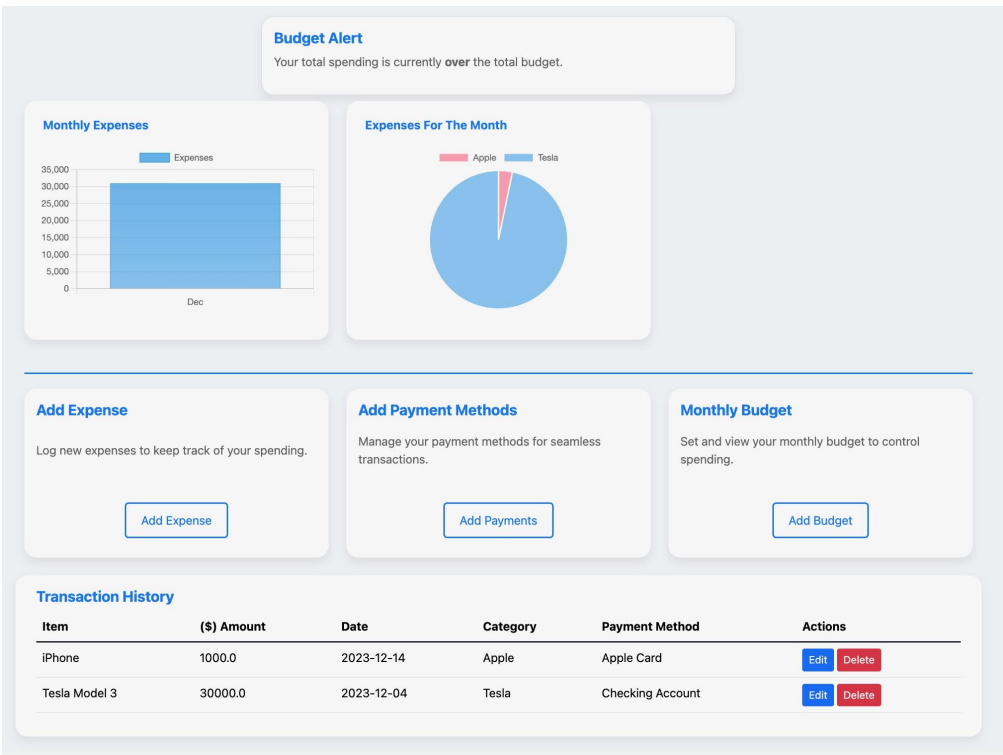 Budget Alert
Your total spending is currently over the total budget.
Monthly Expenses
Expenses
35,000
30,000
25,000
20,000
15,000
10,000
5,000
0
Dec
Expenses For The Month
Apple Tesla
Add Expense
Log new expenses to keep track of your spending.
Add Expense
Add Payment Methods
Manage your payment methods for seamless
transactions.
Add Payments
Monthly Budget
Set and view your monthly budget to control
spending.
Add Budget
Transaction History
Item ($) Amount Date Category Payment Method Actions
iPhone 1000.0 2023-12-14 Apple Apple Card Edit Delete
Tesla Model 3 30000.0 2023-12-04 Tesla Checking Account Edit Delete